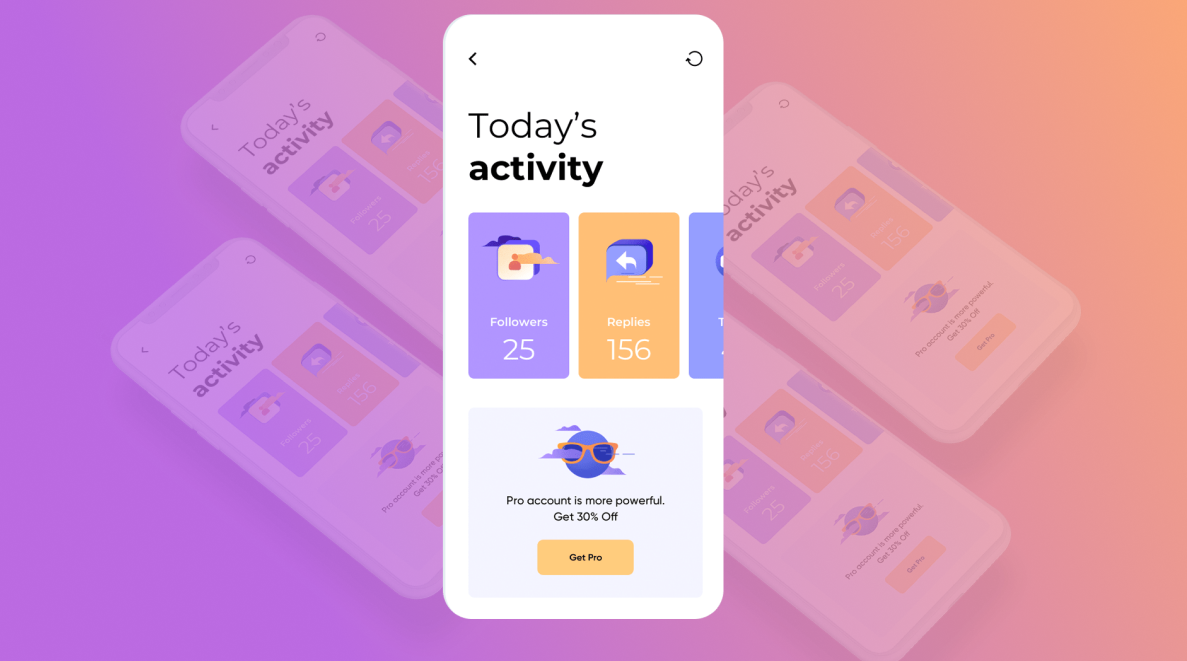 Today’s
activity
Followers
25
Replies
156
Pro account is more powerful.
Get 30% Off
Get Pro
Today’s
activity
Followers
25
Replies
156
Today’s
activity
Followers
25
Replies
156
Pro account is more powerful.
Get 30% Off
Today’s
activity
Followers
25
Replies
156
Pro account is more powerful.
Get 30% Off
Get Pro
Followers
25
Replies
156
Pro account is more powerful.
Get 30% Off
Get Pro